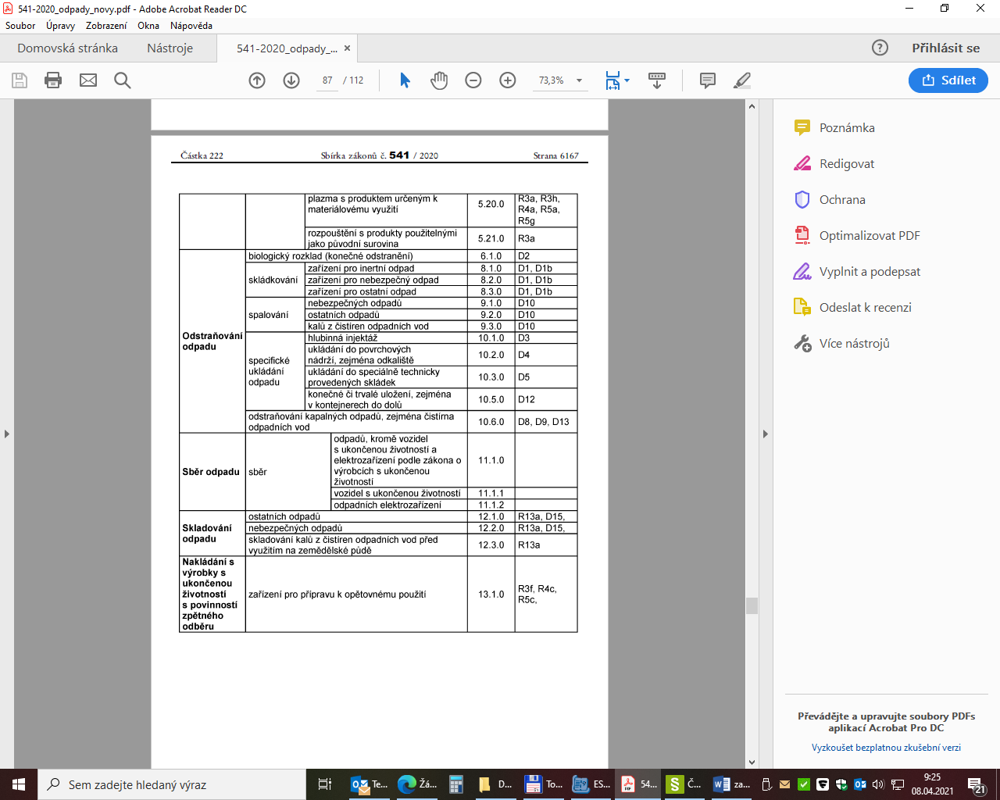 541-2020_odpady_novy.pdf - Adobe Acrobat Reader DC
Soubor Úpravy Zobrazení Okna Nápověda
Domovská stránka Nástroje 541-2020_odpady_... × Přihlásit se
87 / 112 73,3% Sdílet
Částka 222 Sbírka zákonů č. 541 / 2020 Strana 6167
plazma s produktem určeným k
materiálovému využití
5.20.0
R3a, R3h,
R4a, R5a,
R5g
rozpouštění s produkty použitelnými
jako původní surovina
5.21.0 R3a
Odstraňování
odpadu
biologický rozklad (konečné odstranění) 6.1.0 D2
skládkování
zařízení pro inertní odpad 8.1.0 D1, D1b
zařízení pro nebezpečný odpad 8.2.0 D1, D1b
zařízení pro ostatní odpad 8.3.0 D1, D1b
spalování
nebezpečných odpadů 9.1.0 D10
ostatních odpadů 9.2.0 D10
kalů z čistíren odpadních vod 9.3.0 D10
specifické
ukládání
odpadu
hlubinná injektáž 10.1.0 D3
ukládání do povrchových
nádrží, zejména odkaliště
10.2.0 D4
ukládání do speciálně technicky
provedených skládek
10.3.0 D5
konečné či trvalé uložení, zejména
v kontejnerech do dolů
10.5.0 D12
odstraňování kapalných odpadů, zejména čistírna
odpadních vod
10.6.0 D8, D9, D13
Sběr odpadu sběr
odpadů, kromě vozidel
s ukončenou životností a
elektrozařízení podle zákona o
výrobcích s ukončenou
životností
11.1.0
vozidel s ukončenou životností 11.1.1
odpadních elektrozařízení 11.1.2
Skladování
odpadu
ostatních odpadů 12.1.0 R13a, D15,
nebezpečných odpadů 12.2.0 R13a, D15,
skladování kalů z čistíren odpadních vod před
využitím na zemědělské půdě
12.3.0 R13a
Nakládání s
výrobky s
ukončenou
životností
s povinností
zpětného
odběru
zařízení pro přípravu k opětovnému použití 13.1.0
R3f, R4c,
R5c,
Poznámka
Redigovat
Ochrana
Optimalizovat PDF
Vyplnit a podepsat
Odeslat k recenzi
Více nástrojů
Převádějte a upravujte soubory PDFs
aplikací Acrobat Pro DC
Vyzkoušet bezplatnou zkušební verzi
Sem zadejte hledaný výraz
Te... Žá... D... To... ES... 54... Č... za...
9:25
08.04.2021
21